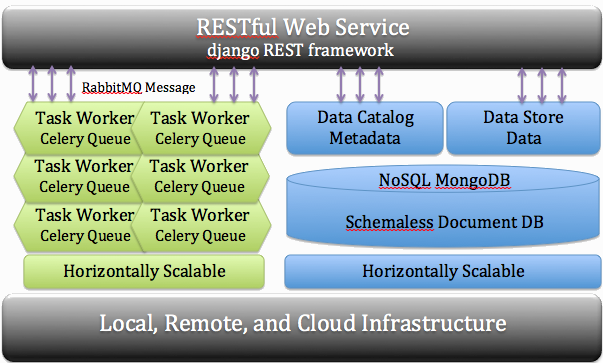 RESTful Web Service
django REST framework
RabbitMQ Message
Task Worker
Celery Queue
Task Worker
Celery Queue
Data Catalog
Metadata
Data Store
Data
Task Worker
Celery Queue
Task Worker
Celery Queue
NoSQL MongoDB
Schemaless Document DB
Task Worker
Celery Queue
Task Worker
Celery Queue
Horizontally Scalable
Horizontally Scalable
Local, Remote, and Cloud Infrastructure